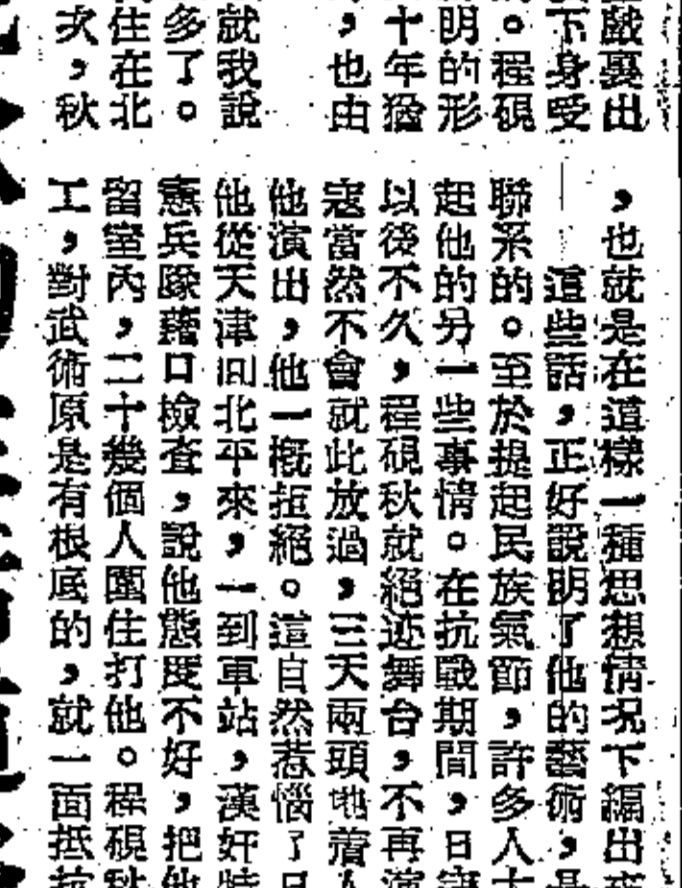 戲裏出
下身受
。程硯
明的形
十年猶
，也由
就我說
多了。
住在北
次，秋
，也就是在這樣一種思想情况下編出
這些話，正好說明了他的藝術，
聯系的。至於提起民族氣節，許多人
起他的另一些事情。在抗戰期間，日
以後不久，程硯秋就絕迹舞台，不再演
寇當然不會就此放過，三天兩頭地着人
他演出，他一概拒絕。這自然惹惱了日
他從天津回北平來，一到車站，漢奸特
憲兵隊藉口檢查，說他態度不好，把他
留室內，二十幾個人圍住打他。程硯秋
工，對武術原是有根底的，就一面抵抗